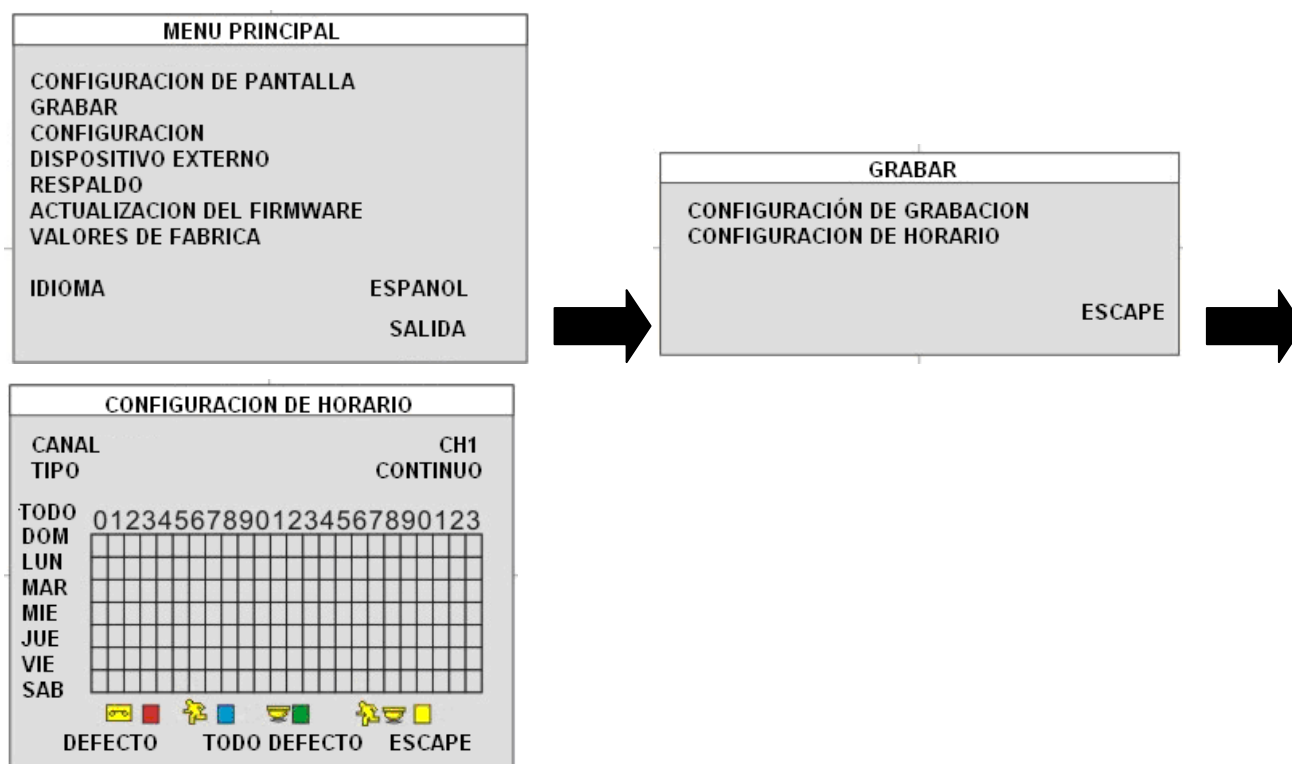 MENU PRINCIPAL
CONFIGURACION DE PANTALLA
GRABAR
CONFIGURACION
DISPOSITIVO EXTERNO
RESPALDO
ACTUALIZACION DEL FIRMWARE
VALORES DE FABRICA
IDIOMA ESPANOL
SALIDA
GRABAR
CONFIGURACIÓN DE GRABACION
CONFIGURACION DE HORARIO
ESCAPE
CONFIGURACION DE HORARIO
CANAL CH1
TIPO CONTINUO
TODO 012345678901234567890123
DOM
LUN
MAR
MIE
JUE
VIE
SAB
DEFECTO TODO DEFECTO ESCAPE